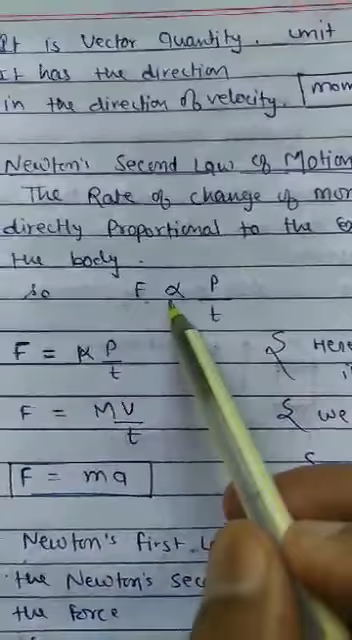 It is Vector Quantity. Unit
It has the direction
in the direction of velocity.
Newton's Second Law of Motion
The Rate of change of
directly Proportional to the
the body.
so F ∝ P/t
F = K P/t { Here
F = MV/t { we
F = ma
Newton's first
the Newton's
the force